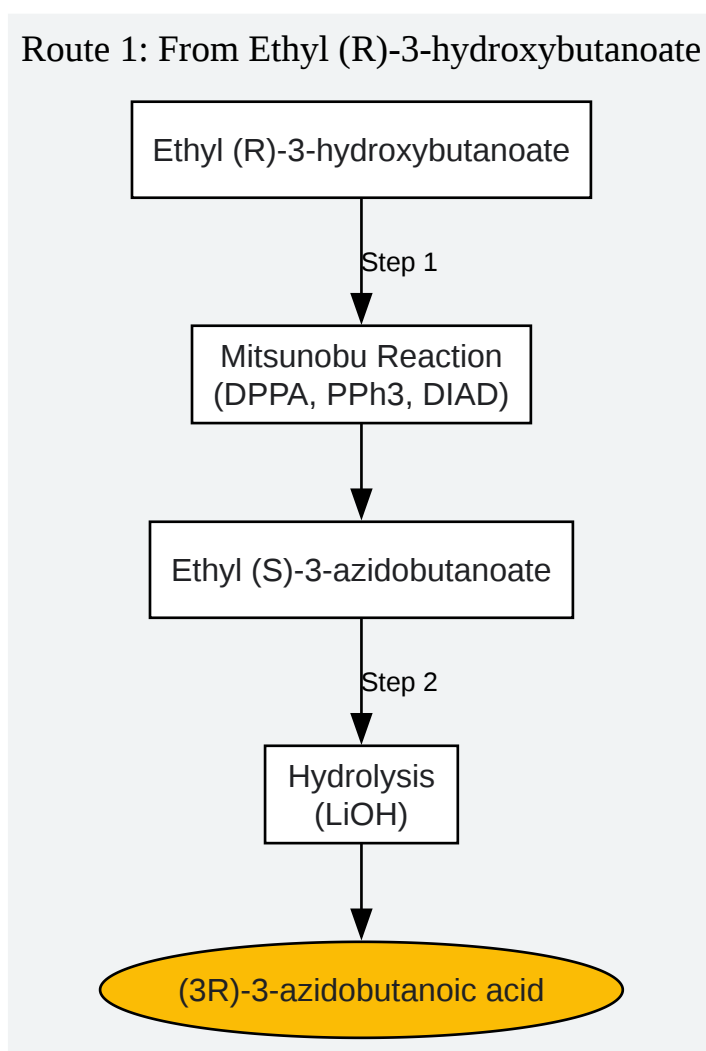 Route 1: From Ethyl (R)-3-hydroxybutanoate
Ethyl (R)-3-hydroxybutanoate
Step 1
Mitsunobu Reaction
(DPPA, PPh3, DIAD)
Ethyl (S)-3-azidobutanoate
Step 2
Hydrolysis
(LiOH)
(3R)-3-azidobutanoic acid